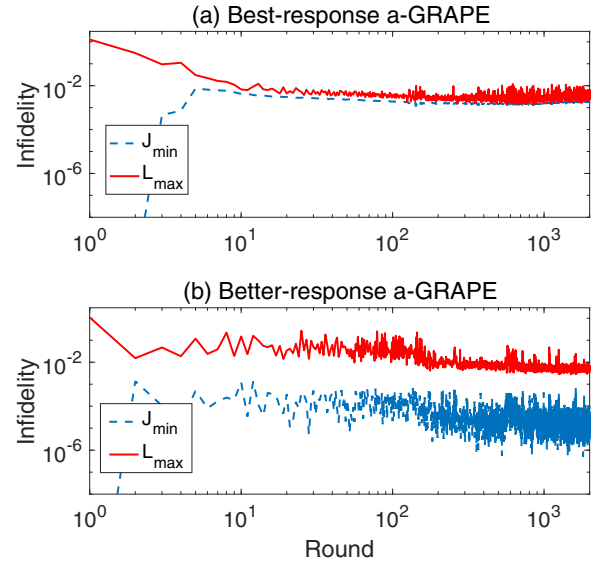 (a) Best-response a-GRAPE
Infidelity
10^-2
10^-6
J_min
L_max
10^0 10^1 10^2 10^3
(b) Better-response a-GRAPE
Infidelity
10^-2
10^-6
J_min
L_max
10^0 10^1 10^2 10^3
Round